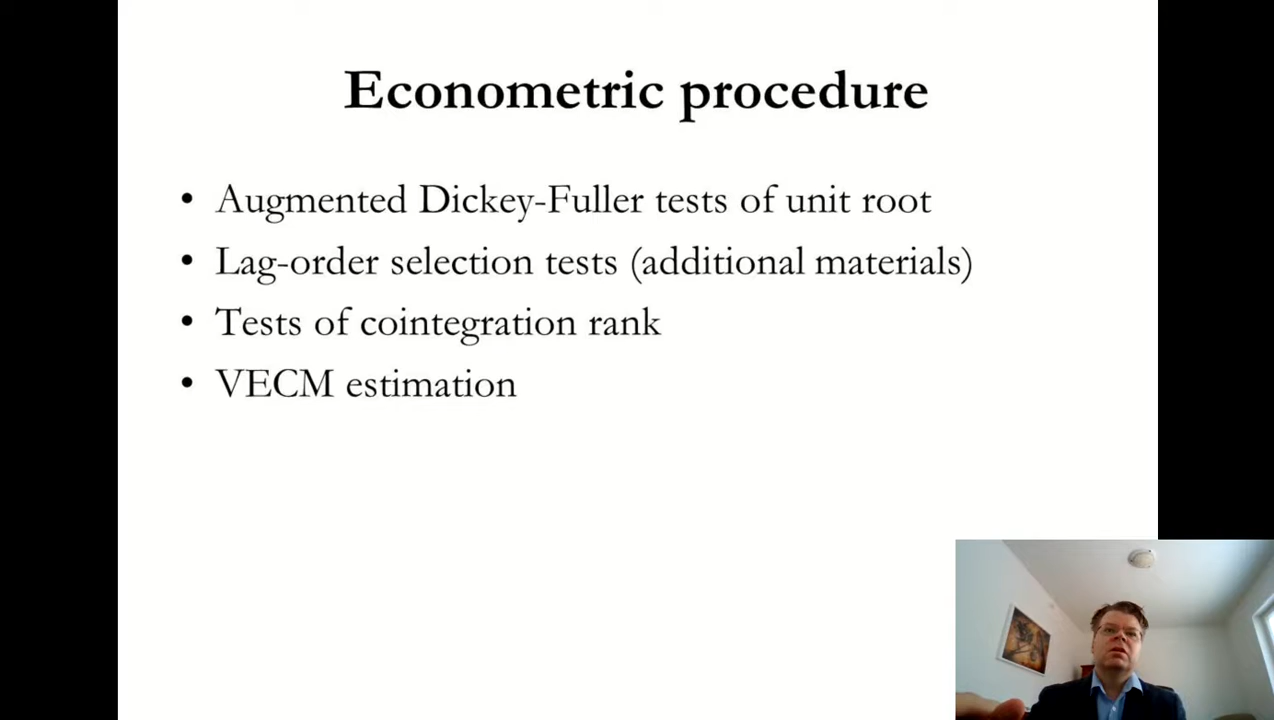 Econometric procedure
• Augmented Dickey-Fuller tests of unit root
• Lag-order selection tests (additional materials)
• Tests of cointegration rank
• VECM estimation